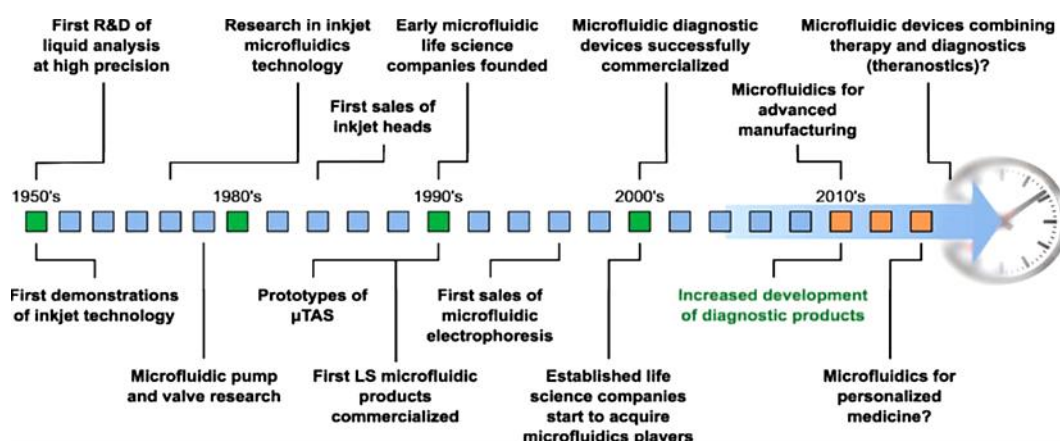 First R&D of
liquid analysis
at high precision
Research in inkjet
microfluidics
technology
Early microfluidic
life science
companies founded
Microfluidic diagnostic
devices successfully
commercialized
Microfluidic devices combining
therapy and diagnostics
(theranostics)?
First sales of
inkjet heads
Microfluidics for
advanced
manufacturing
1950's
1980's
1990's
2000's
2010's
First demonstrations
of inkjet technology
Prototypes of
µTAS
First sales of
microfluidic
electrophoresis
Increased development
of diagnostic products
Microfluidic pump
and valve research
First LS microfluidic
products
commercialized
Established life
science companies
start to acquire
microfluidics players
Microfluidics for
personalized
medicine?